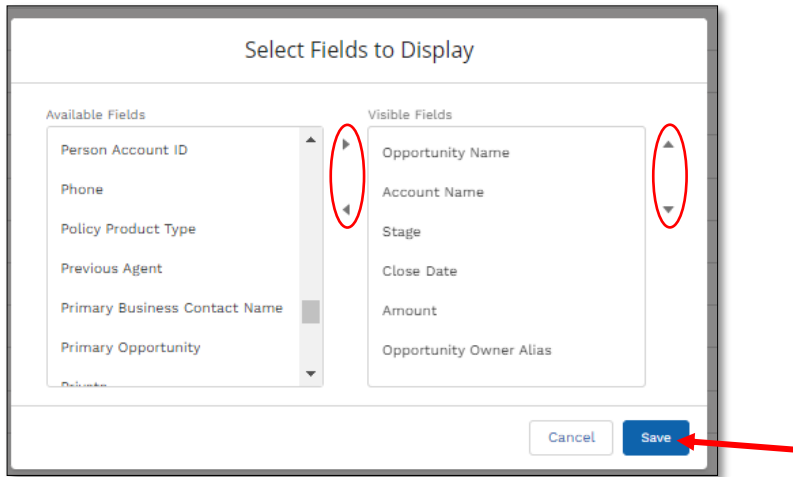 Select Fields to Display
Available Fields
Person Account ID
Phone
Policy Product Type
Previous Agent
Primary Business Contact Name
Primary Opportunity
Private
Visible Fields
Opportunity Name
Account Name
Stage
Close Date
Amount
Opportunity Owner Alias
Cancel
Save